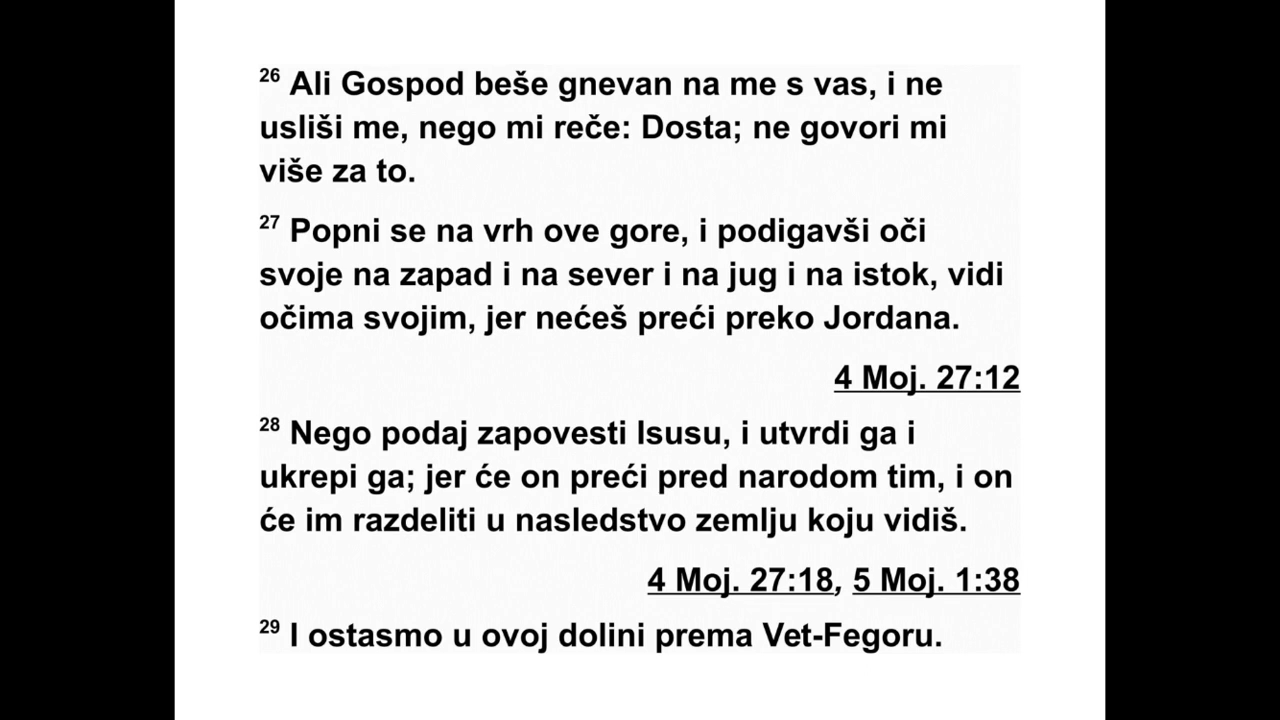 26 Ali Gospod beše gnevan na me s vas, i ne
usliši me, nego mi reče: Dosta; ne govori mi
više za to.
27 Popni se na vrh ove gore, i podigavši oči
svoje na zapad i na sever i na jug i na istok, vidi
očima svojim, jer nećeš preći preko Jordana.
4 Moj. 27:12
28 Nego podaj zapovesti Isusu, i utvrdi ga i
ukrepi ga; jer će on preći pred narodom tim, i on
će im razdeliti u nasledstvo zemlju koju vidiš.
4 Moj. 27:18, 5 Moj. 1:38
29 I ostasmo u ovoj dolini prema Vet-Fegoru.